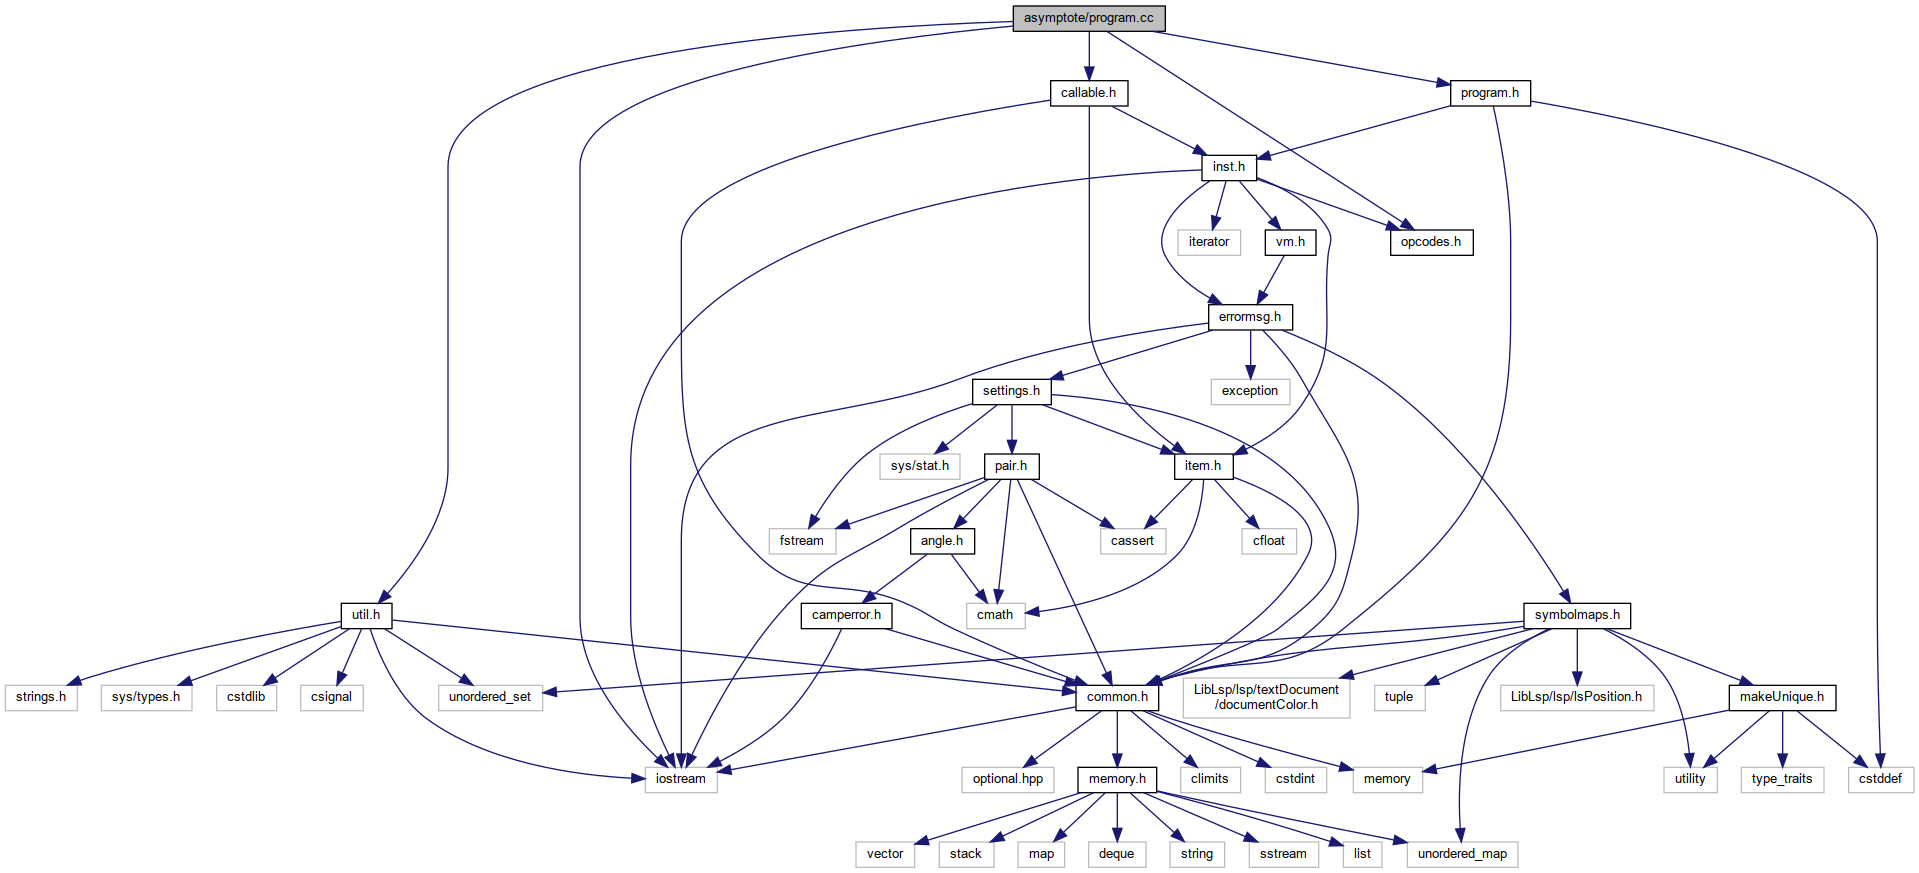 asymptote/program.cc
callable.h
program.h
inst.h
iterator
vm.h
opcodes.h
errormsg.h
settings.h
exception
sys/stat.h
pair.h
item.h
fstream
angle.h
cassert
cfloat
util.h
camperror.h
cmath
symbolmaps.h
strings.h
sys/types.h
cstdlib
csignal
unordered_set
common.h
LibLsp/lsp/textDocument
/documentColor.h
tuple
LibLsp/lsp/lsPosition.h
makeUnique.h
iostream
optional.hpp
memory.h
climits
cstdint
memory
utility
type_traits
cstddef
vector
stack
map
deque
string
sstream
list
unordered_map